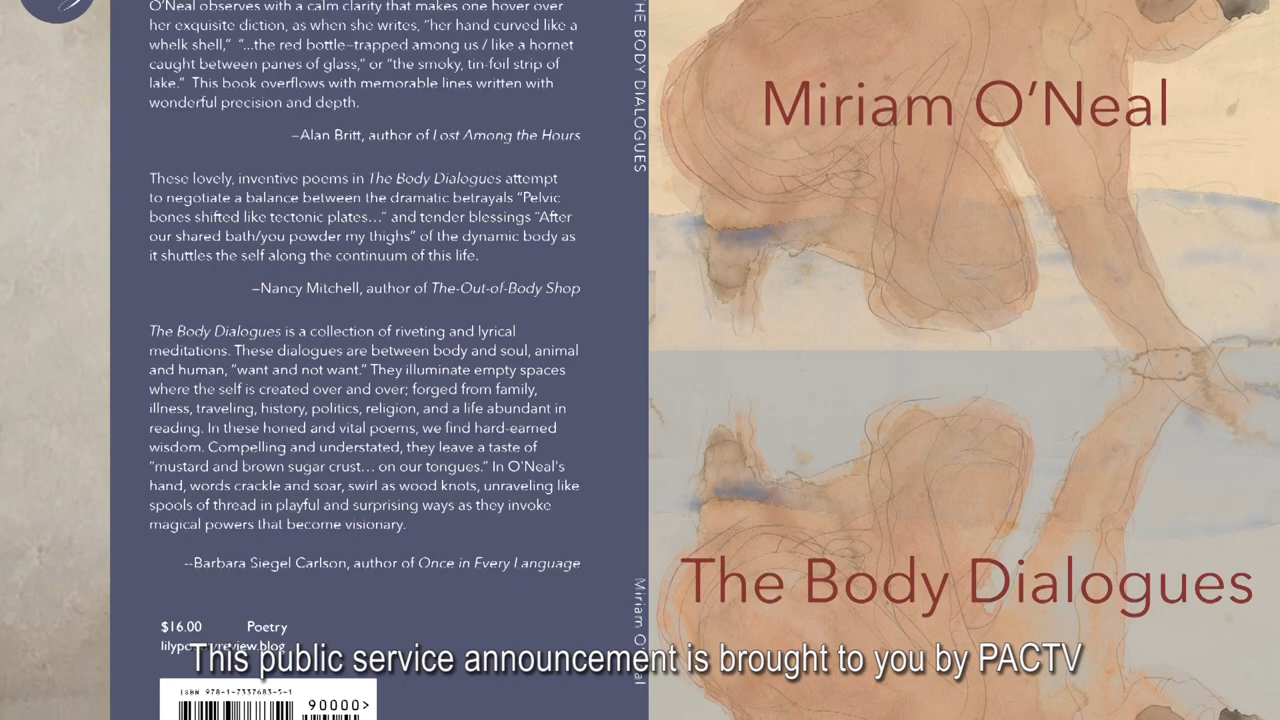 O'Neal observes with a calm clarity that makes one hover over
her exquisite diction, as when she writes, "her hand curved like a
whelk shell," "...the red bottle—trapped among us / like a hornet
caught between panes of glass," or "the smoky, tin-foil strip of
lake." This book overflows with memorable lines written with
wonderful precision and depth.
—Alan Britt, author of Lost Among the Hours
These lovely, inventive poems in The Body Dialogues attempt
to negotiate a balance between the dramatic betrayals "Pelvic
bones shifted like tectonic plates..." and tender blessings "After
our shared bath/you powder my thighs" of the dynamic body as
it shuttles the self along the continuum of this life.
—Nancy Mitchell, author of The-Out-of-Body Shop
The Body Dialogues is a collection of riveting and lyrical
meditations. These dialogues are between body and soul, animal
and human, "want and not want." They illuminate empty spaces
where the self is created over and over; forged from family,
illness, traveling, history, politics, religion, and a life abundant in
reading. In these honed and vital poems, we find hard-earned
wisdom. Compelling and understated, they leave a taste of
"mustard and brown sugar crust... on our tongues." In O'Neal's
hand, words crackle and soar, swirl as wood knots, unraveling like
spools of thread in playful and surprising ways as they invoke
magical powers that become visionary.
--Barbara Siegel Carlson, author of Once in Every Language
$16.00 Poetry
ISBN 978-1-7337683-5-1
90000>
HE BODY DIALOGUES
Miriam O'Neal
Miriam O'Neal
The Body Dialogues
This public service announcement is brought to you by PACTV